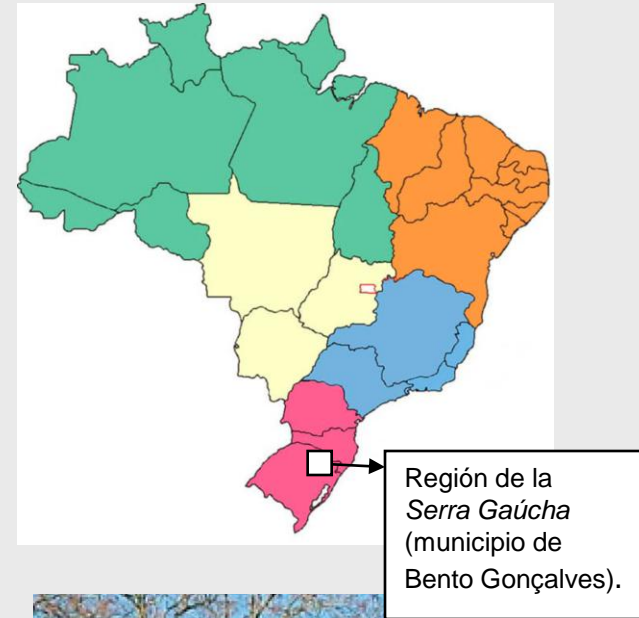 Región de la
Serra Gaúcha
(municipio de
Bento Gonçalves).